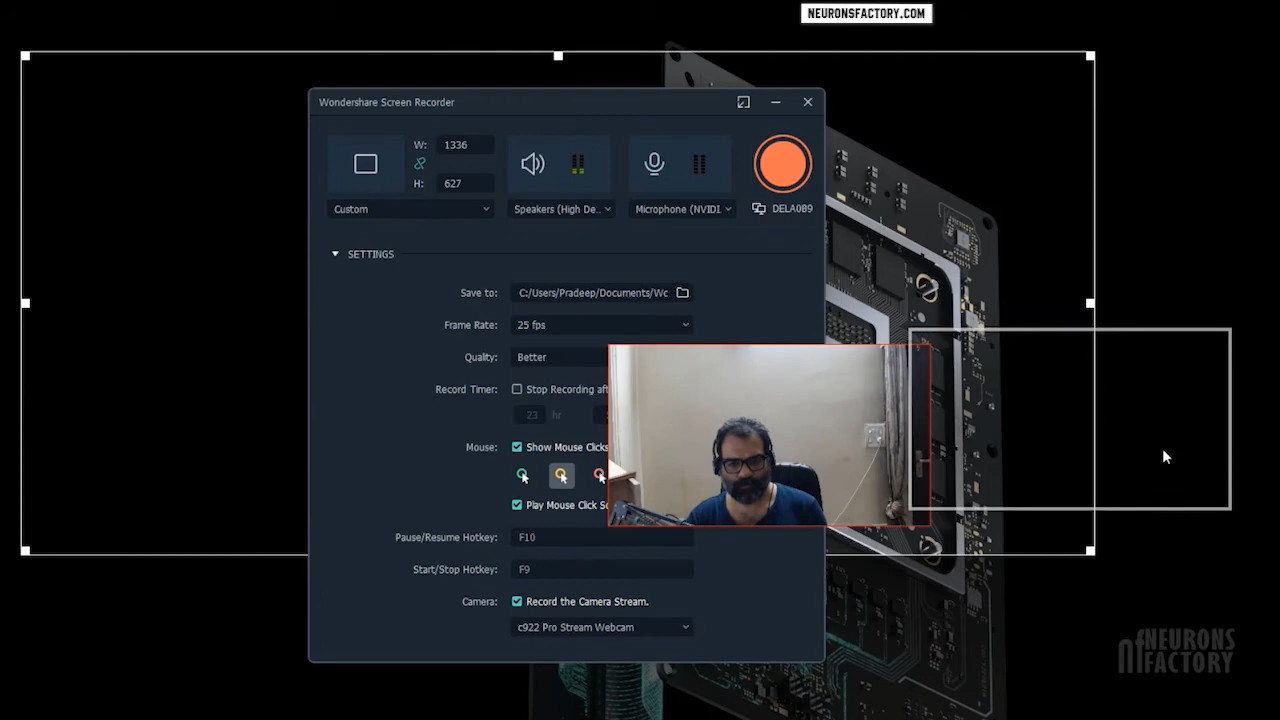 NEURONSFACTORY.COM
Wondershare Screen Recorder
W: 1336
H: 627
Custom
Speakers (High De..
Microphone (NVIDI.
DELA0B9
SETTINGS
Save to: C:/Users/Pradeep/Documents/Wc
Frame Rate: 25 fps
Quality: Better
Record Timer: Stop Recording aft
23 hr
Mouse: Show Mouse Clicks
Play Mouse Click So
Pause/Resume Hotkey: F10
Start/Stop Hotkey: F9
Camera: Record the Camera Stream.
c922 Pro Stream Webcam
nf NEURONS
FACTORY